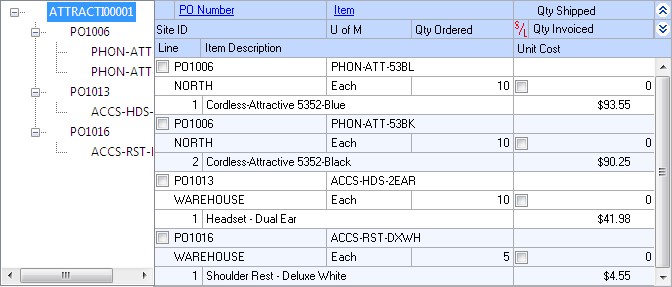 ATTRACTI00001
PO1006
PHON-ATT
PHON-ATT
PO1013
ACCS-HDS-
PO1016
ACCS-RST-I
PO Number Item Qty Shipped
Site ID U of M Qty Ordered S/L Qty Invoiced
Line Item Description Unit Cost
PO1006 PHON-ATT-53BL
NORTH Each 10 0
1 Cordless-Attractive 5352-Blue $93.55
PO1006 PHON-ATT-53BK
NORTH Each 10 0
2 Cordless-Attractive 5352-Black $90.25
PO1013 ACCS-HDS-2EAR
WAREHOUSE Each 10 0
1 Headset - Dual Ear $41.98
PO1016 ACCS-RST-DXWH
WAREHOUSE Each 5 0
1 Shoulder Rest - Deluxe White $4.55